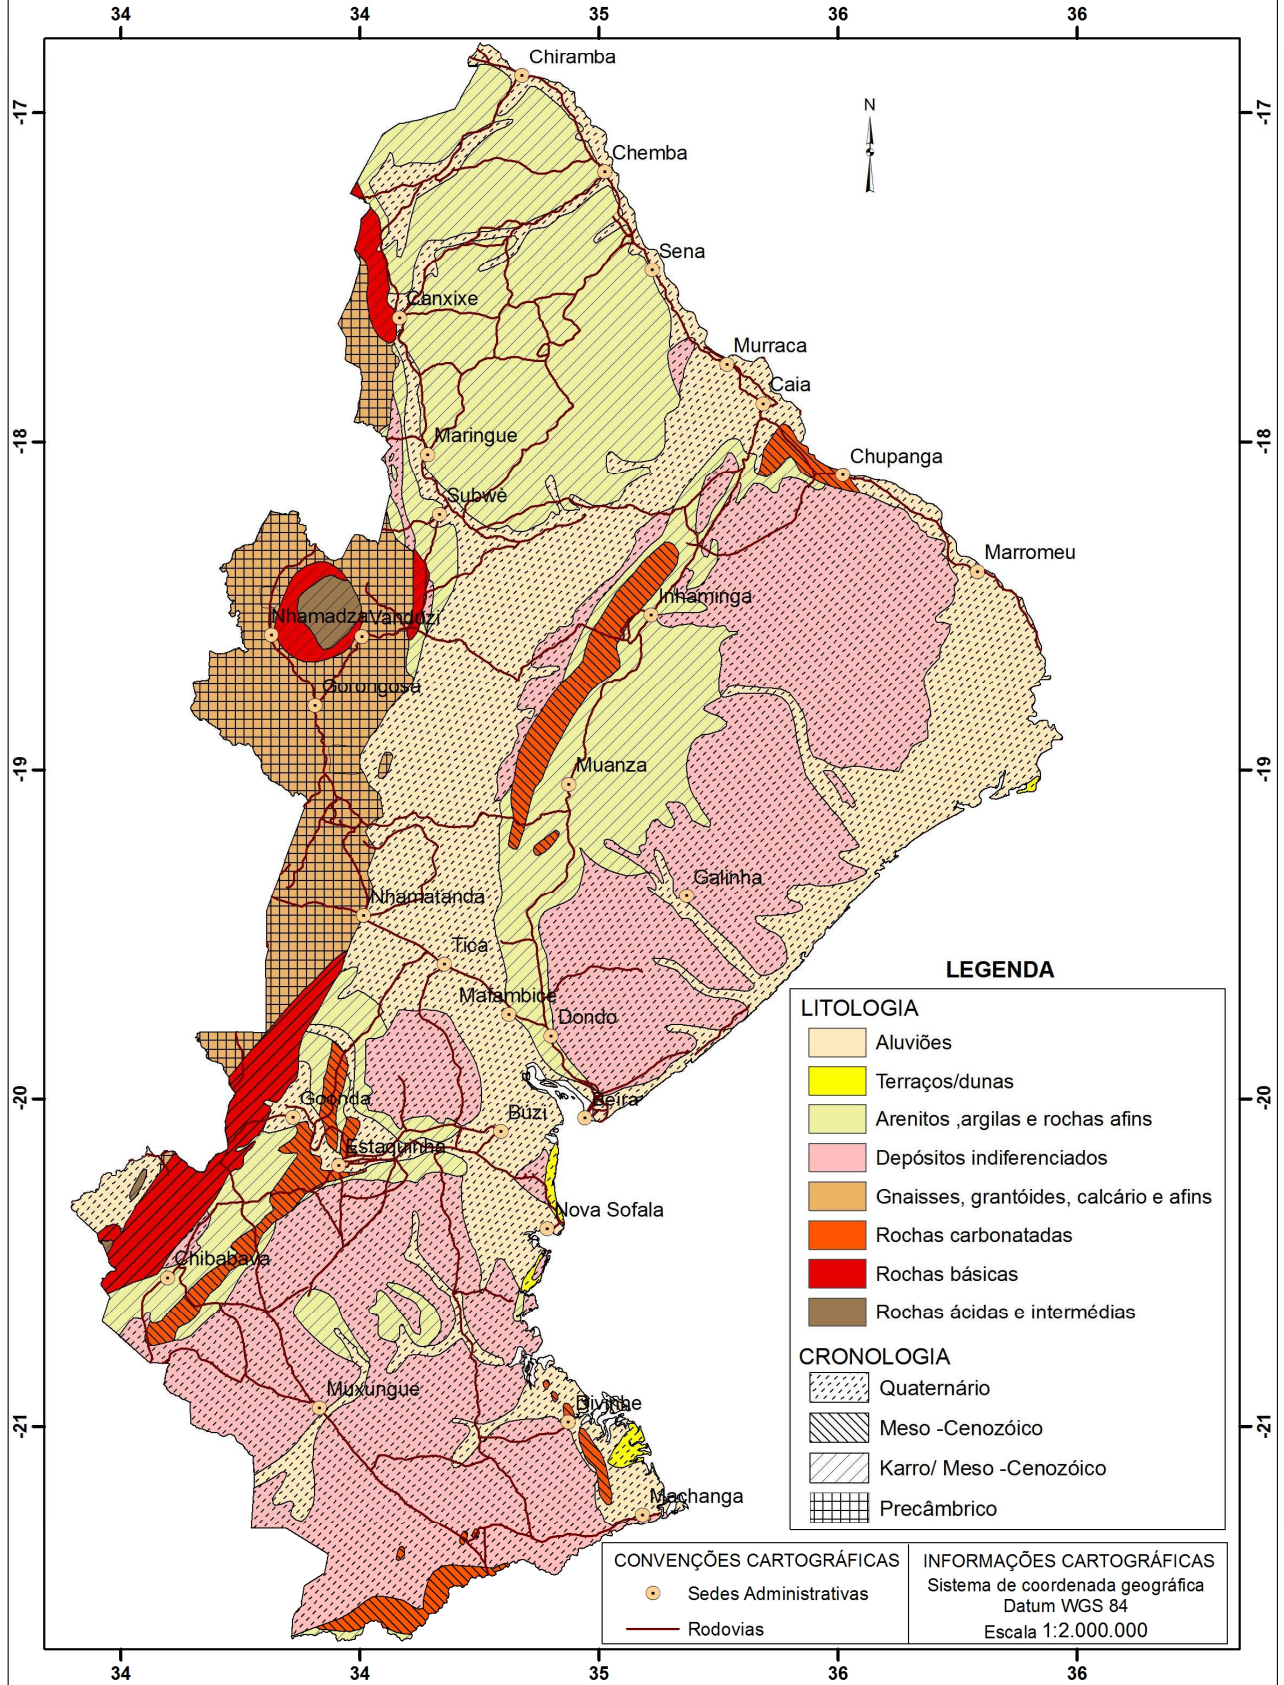 34 34 35 36 36
-17 -17
-18 -18
-19 -19
-20 -20
-21 -21
N
Chiramba
Chemba
Sena
Canxixe
Murraca
Caia
Maringue
Chupanga
Subwe
Marromeu
Inhaminga
Nhamadze
Vanduzi
Gorongosa
Muanza
Galinha
Nhamatanda
Tica
Mafambice
Dondo
Beira
Goonda
Buzi
Estaquinha
Nova Sofala
Chibabava
Muxungue
Divinhe
Machanga
LEGENDA
LITOLOGIA
Aluviões
Terraços/dunas
Arenitos ,argilas e rochas afins
Depósitos indiferenciados
Gnaisses, grantóides, calcário e afins
Rochas carbonatadas
Rochas básicas
Rochas ácidas e intermédias
CRONOLOGIA
Quaternário
Meso -Cenozóico
Karro/ Meso -Cenozóico
Precâmbrico
CONVENÇÕES CARTOGRÁFICAS
Sedes Administrativas
Rodovias
INFORMAÇÕES CARTOGRÁFICAS
Sistema de coordenada geográfica
Datum WGS 84
Escala 1:2.000.000
34 34 35 36 36